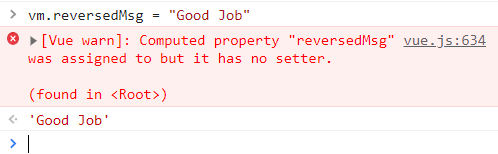 vm.reversedMsg = "Good Job"
[Vue warn]: Computed property "reversedMsg" vue.js:634
was assigned to but it has no setter.
(found in <Root>)
'Good Job'